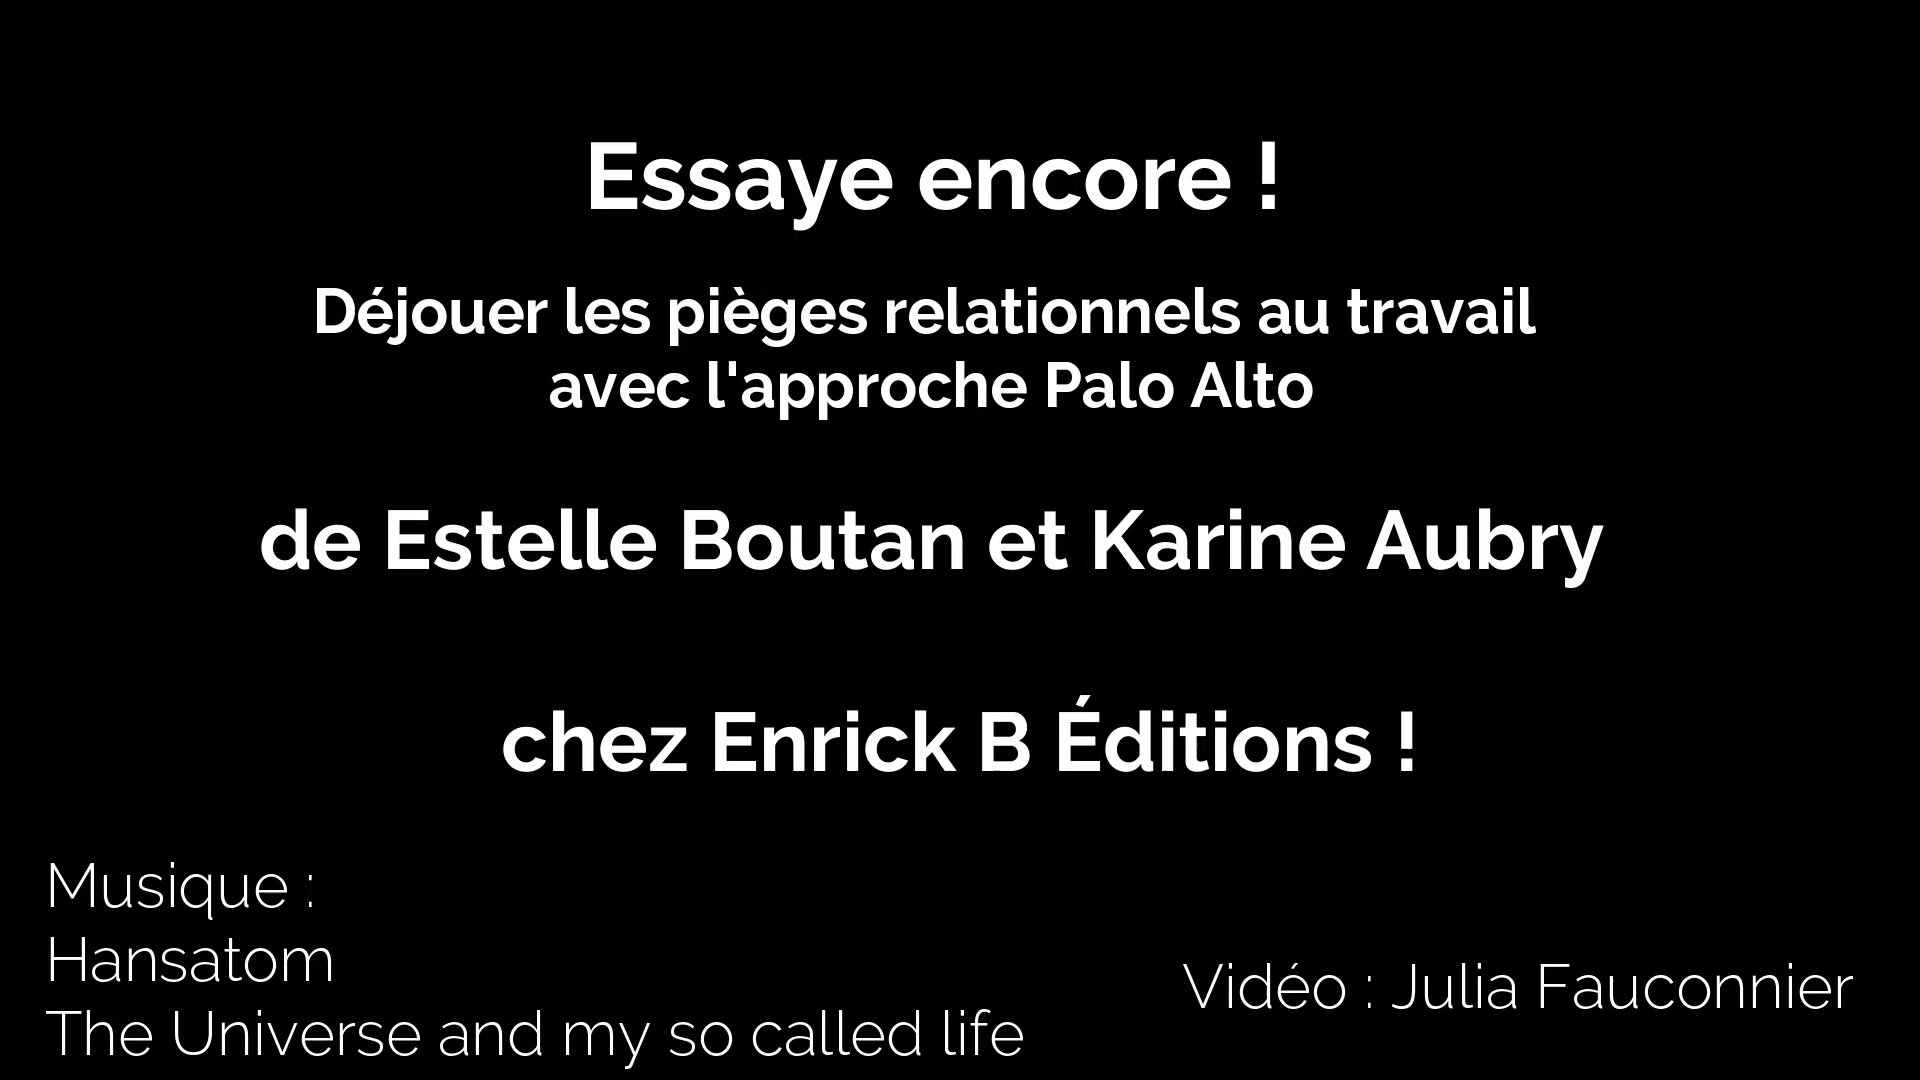 Essaye encore !
Déjouer les pièges relationnels au travail
avec l'approche Palo Alto
de Estelle Boutan et Karine Aubry
chez Enrick B Éditions !
Musique :
Hansatom
The Universe and my so called life
Vidéo : Julia Fauconnier